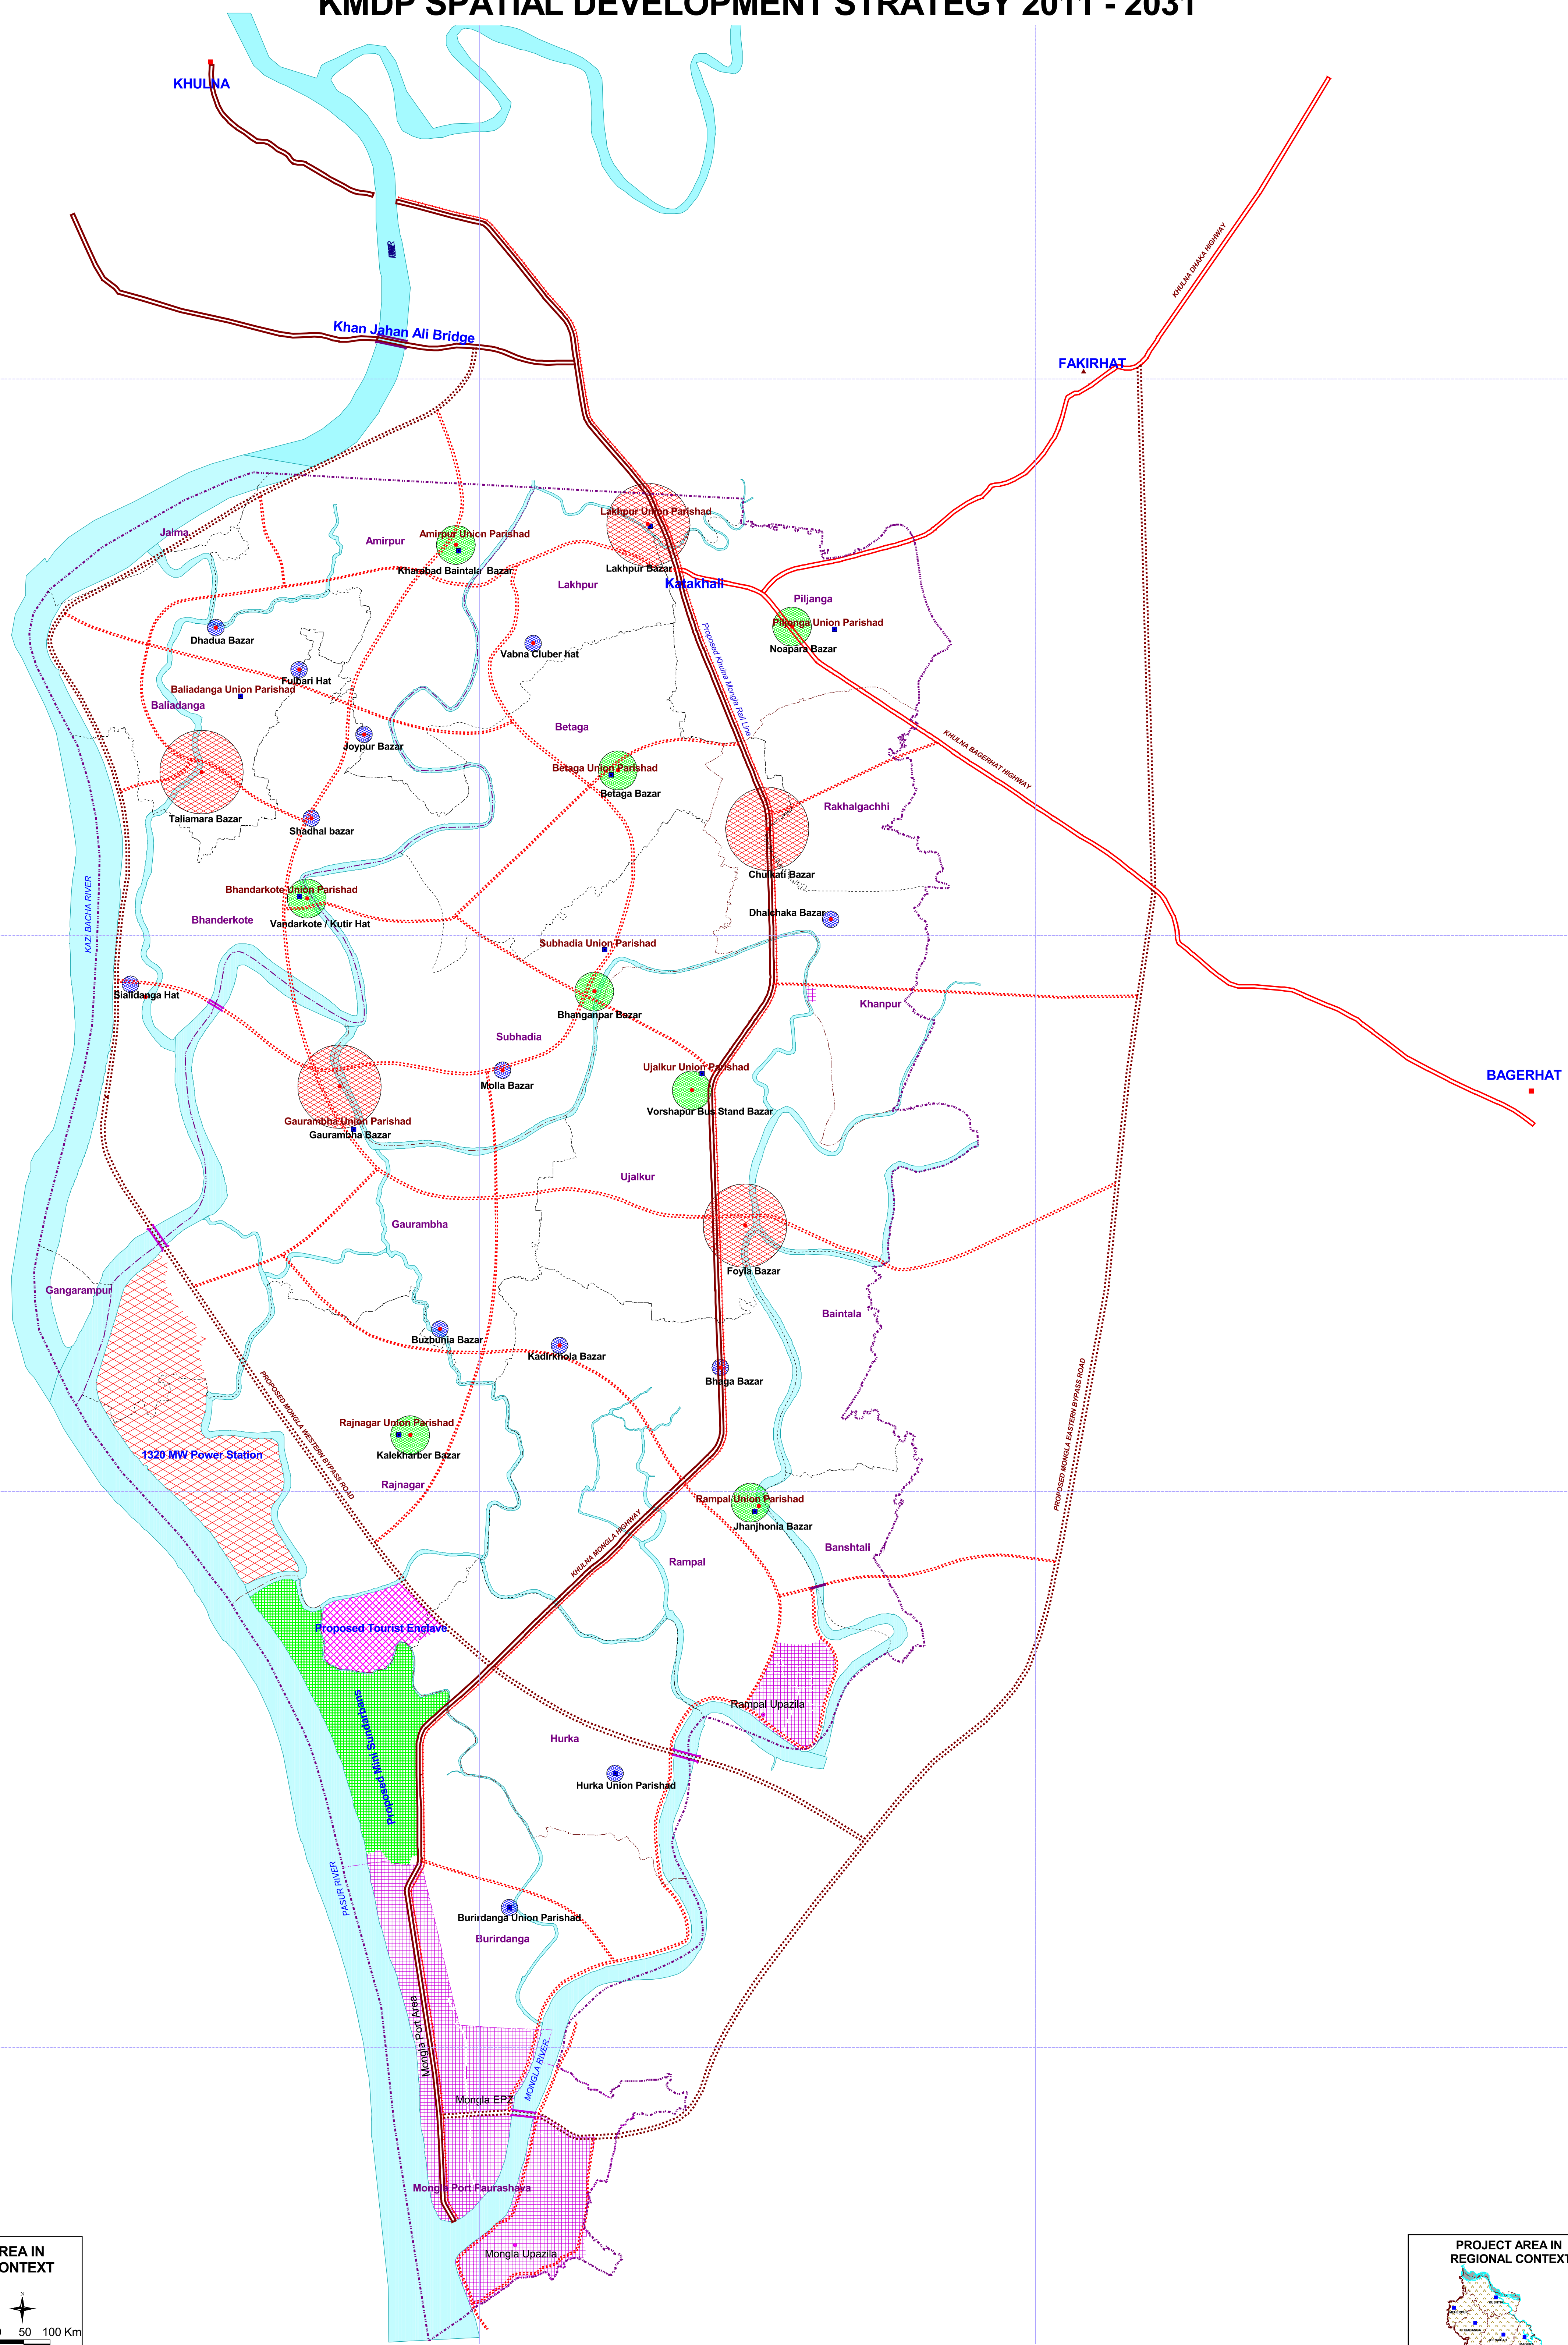 KMDP SPATIAL DEVELOPMENT STRATEGY 2011 - 2031
KHULNA
KHULNA DHAKA HIGHWAY
Khan Jahan Ali Bridge
FAKIRHAT
Lakhpur Union Parishad
Jalma
Amirpur
Amirpur Union Parishad
Kharabad Baintala Bazar
Lakhpur Bazar
Lakhpur
Katakhali
Piljanga
Piljonga Union Parishad
Noapara Bazar
Dhadua Bazar
Vabna Cluber hat
Proposed Khulna Mongla Rail Line
Fulbari Hat
Baliadanga Union Parishad
Baliadanga
Betaga
Joypur Bazar
KHULNA BAGERHAT HIGHWAY
Betaga Union Parishad
Betaga Bazar
Rakhalgachhi
Taliamara Bazar
Shadhal bazar
Chulkati Bazar
Bhandarkote Union Parishad
KAZI BACHA RIVER
Bhanderkote
Vandarkote / Kutir Hat
Dhalchaka Bazar
Subhadia Union Parishad
Sialidanga Hat
Khanpur
Bhanganpar Bazar
Subhadia
Ujalkur Union Parishad
BAGERHAT
Molla Bazar
Vorshapur Bus Stand Bazar
Gaurambha Union Parishad
Gaurambha Bazar
Ujalkur
Gaurambha
Foyla Bazar
Gangarampur
Baintala
Buzbunia Bazar
Kadirkhola Bazar
Bhaga Bazar
PROPOSED MONGLA WESTERN BYPASS ROAD
PROPOSED MONGLA EASTERN BYPASS ROAD
Rajnagar Union Parishad
1320 MW Power Station
Kalekharber Bazar
Rajnagar
Rampal Union Parishad
Jhanjhonia Bazar
KHULNA MONGLA HIGHWAY
Banshtali
Rampal
Proposed Tourist Enclave
Rampal Upazila
Proposed Mini Sundarbans
Hurka
Hurka Union Parishad
PASUR RIVER
Burirdanga Union Parishad
Burirdanga
Mongla Port Area
MONGLA RIVER
Mongla EPZ
Mongla Port Paurashava
Mongla Upazila
REA IN
ONTEXT
N
50 100 Km
PROJECT AREA IN
REGIONAL CONTEXT